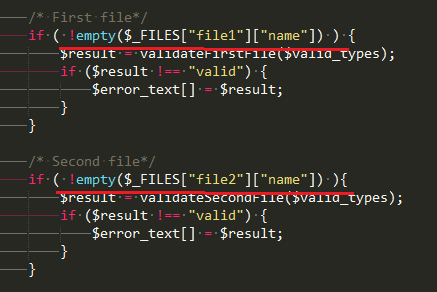 /* First file*/
if ( !empty($_FILES["file1"]["name"]) ) {
$result = validateFirstFile($valid_types);
if ($result !== "valid") {
$error_text[] = $result;
}
}
/* Second file*/
if ( !empty($_FILES["file2"]["name"]) ){
$result = validateSecondFile($valid_types);
if ($result !== "valid") {
$error_text[] = $result;
}
}